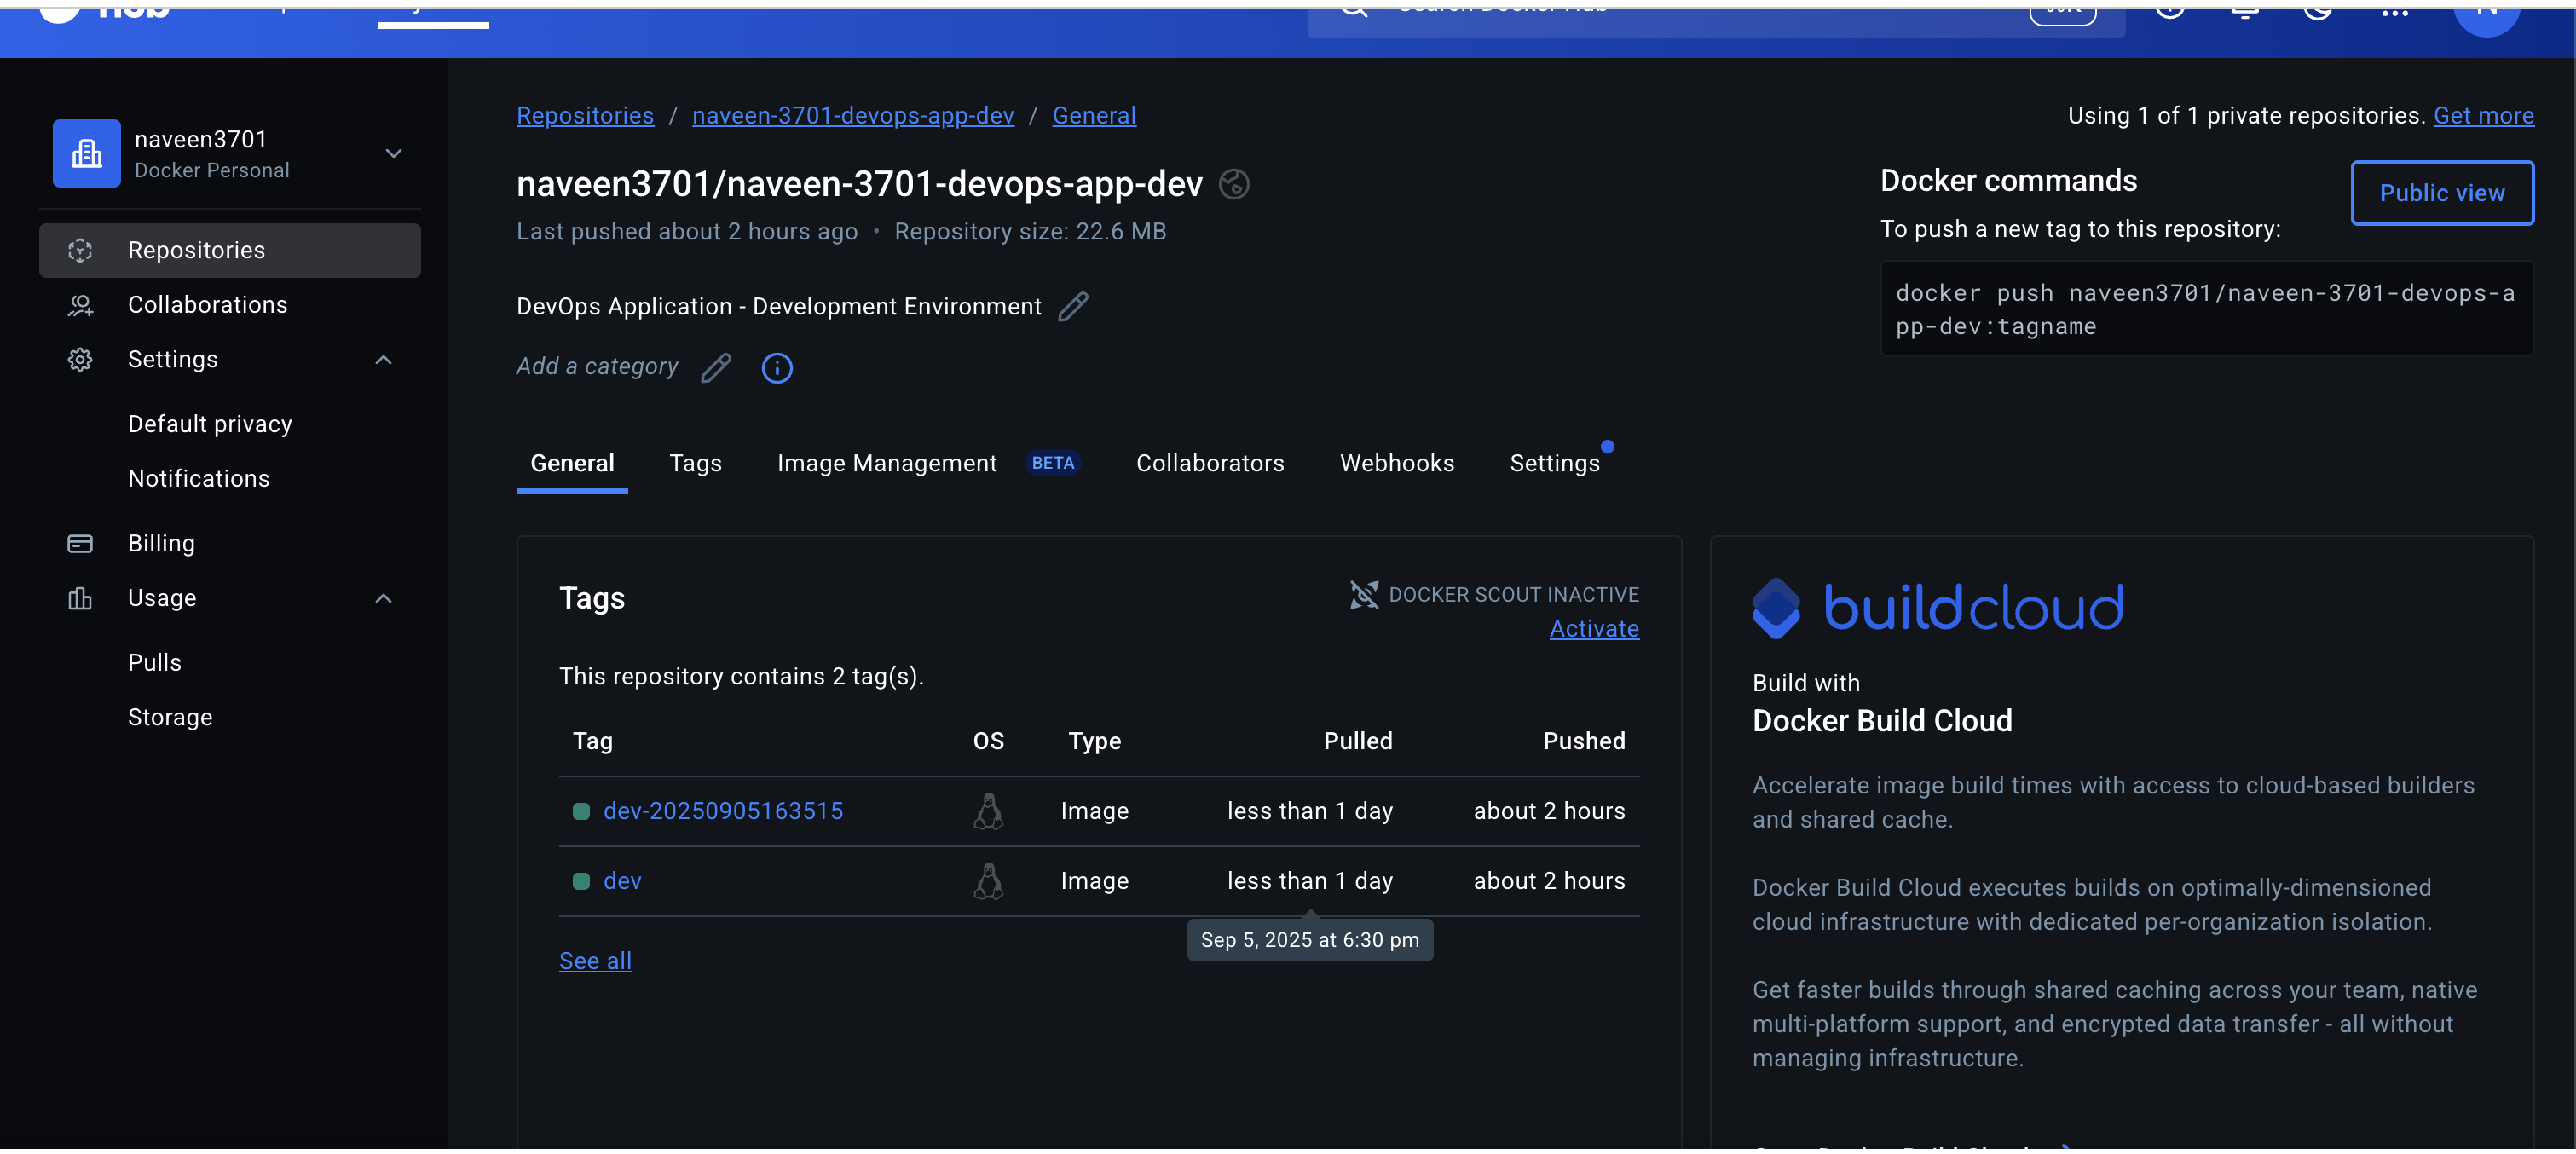 naveen3701
Docker Personal
Repositories
Collaborations
Settings
Default privacy
Notifications
Billing
Usage
Pulls
Storage
Repositories / naveen-3701-devops-app-dev / General
Using 1 of 1 private repositories. Get more
naveen3701/naveen-3701-devops-app-dev
Last pushed about 2 hours ago • Repository size: 22.6 MB
DevOps Application - Development Environment
Add a category
Docker commands
Public view
To push a new tag to this repository:
docker push naveen3701/naveen-3701-devops-a
pp-dev:tagname
General Tags Image Management BETA Collaborators Webhooks Settings
Tags
DOCKER SCOUT INACTIVE
Activate
This repository contains 2 tag(s).
Tag OS Type Pulled Pushed
dev-20250905163515 Image less than 1 day about 2 hours
dev Image less than 1 day about 2 hours
Sep 5, 2025 at 6:30 pm
See all
buildcloud
Build with
Docker Build Cloud
Accelerate image build times with access to cloud-based builders
and shared cache.
Docker Build Cloud executes builds on optimally-dimensioned
cloud infrastructure with dedicated per-organization isolation.
Get faster builds through shared caching across your team, native
multi-platform support, and encrypted data transfer - all without
managing infrastructure.